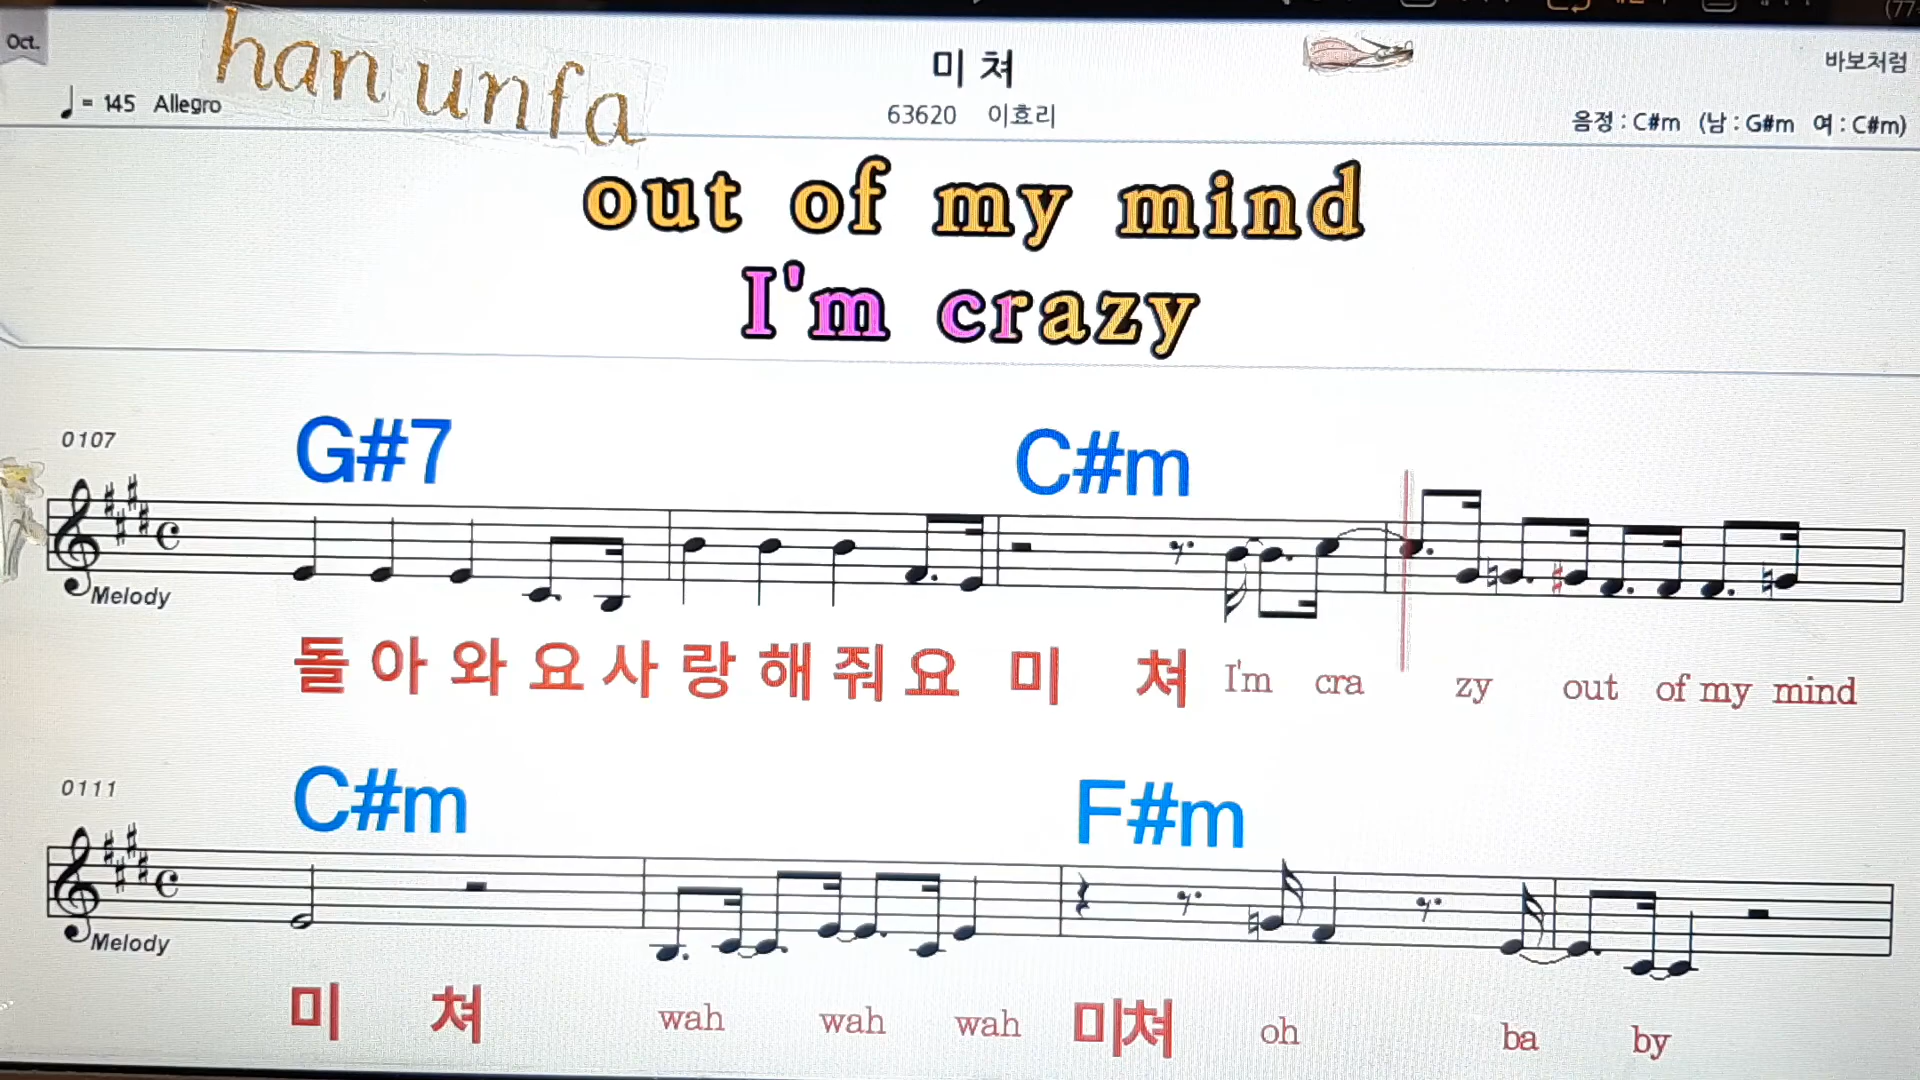 Oct.
han unfa
미 쳐
바보처럼
♩= 145 Allegro
63620 이효리
음정 : C#m (남 : G#m 여 : C#m)
out of my mind
I'm crazy
0107
G#7 C#m
Melody
돌 아 와 요 사 랑 해 줘 요 미 쳐 I'm cra zy out of my mind
0111
C#m F#m
Melody
미 쳐 wah wah wah 미쳐 oh ba by